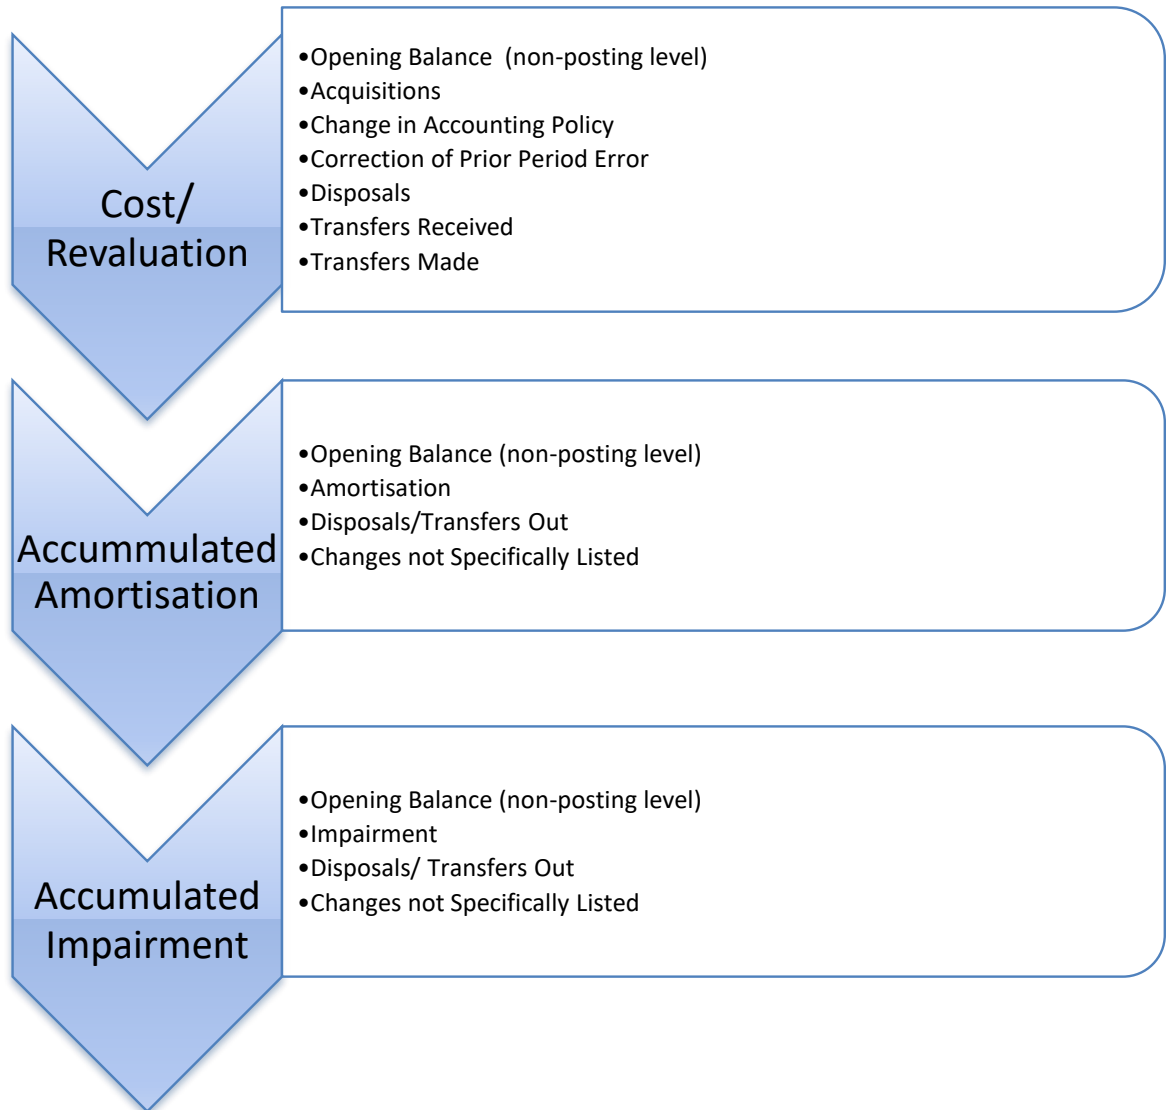 Cost/
Revaluation
•Opening Balance  (non-posting level)
•Acquisitions
•Change in Accounting Policy
•Correction of Prior Period Error
•Disposals
•Transfers Received
•Transfers Made
Accummulated
Amortisation
•Opening Balance (non-posting level)
•Amortisation
•Disposals/Transfers Out
•Changes not Specifically Listed
Accumulated
Impairment
•Opening Balance (non-posting level)
•Impairment
•Disposals/ Transfers Out
•Changes not Specifically Listed